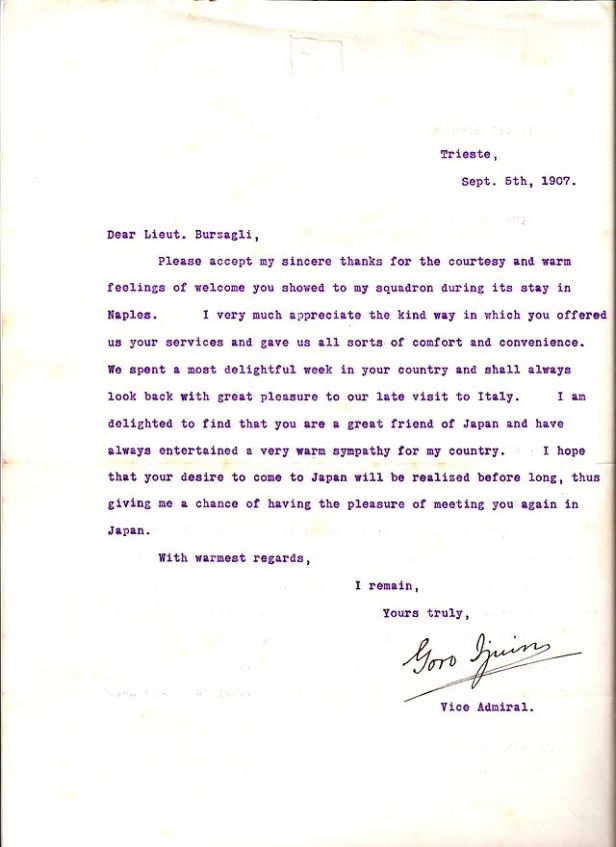 Trieste,
Sept. 5th, 1907.
Dear Lieut. Burzagli,
Please accept my sincere thanks for the courtesy and warm
feelings of welcome you showed to my squadron during its stay in
Naples. I very much appreciate the kind way in which you offered
us your services and gave us all sorts of comfort and convenience.
We spent a most delightful week in your country and shall always
look back with great pleasure to our late visit to Italy. I am
delighted to find that you are a great friend of Japan and have
always entertained a very warm sympathy for my country. I hope
that your desire to come to Japan will be realized before long, thus
giving me a chance of having the pleasure of meeting you again in
Japan.
With warmest regards,
I remain,
Yours truly,
Goro Ijuin
Vice Admiral.